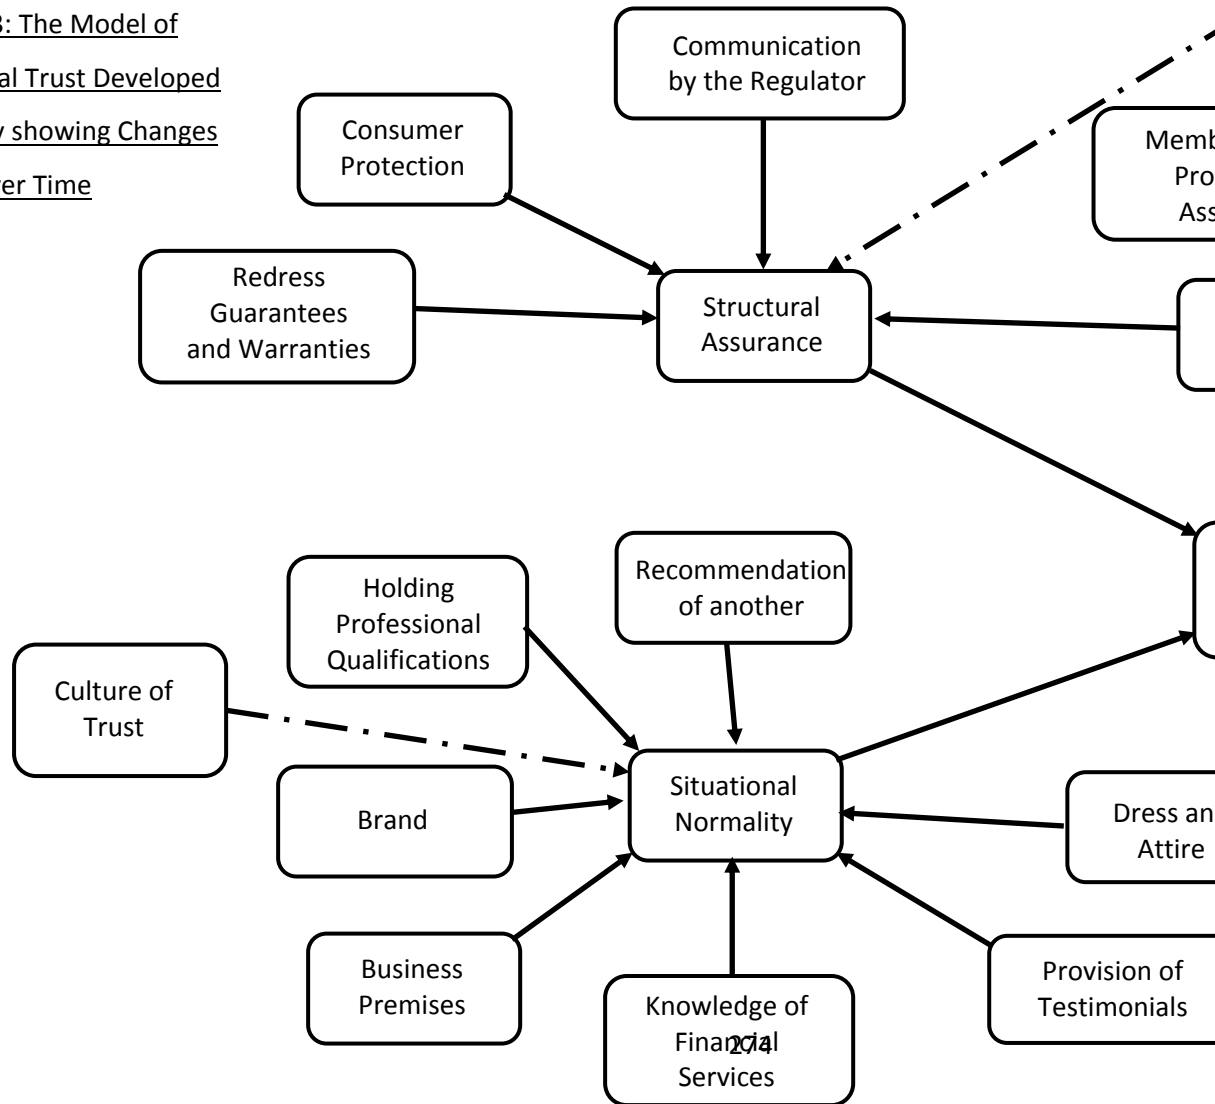 3: The Model of
al Trust Developed
y showing Changes
er Time
Communication
by the Regulator
Consumer
Protection
Memb
Pro
Ass
Redress
Guarantees
and Warranties
Structural
Assurance
Holding
Professional
Qualifications
Recommendation
of another
Culture of
Trust
Situational
Normality
Brand
Dress an
Attire
Business
Premises
Provision of
Testimonials
Knowledge of
Financial
Services
274